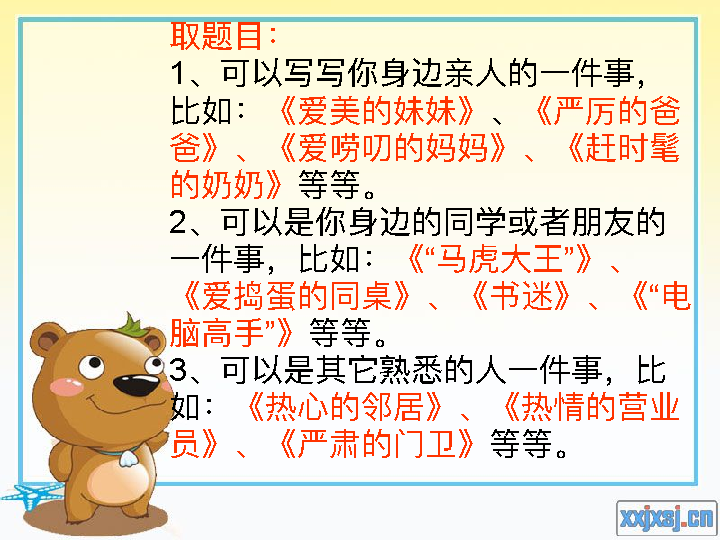 取题目：
1、可以写写你身边亲人的一件事，
比如：《爱美的妹妹》、《严厉的爸
爸》、《爱唠叨的妈妈》、《赶时髦
的奶奶》等等。
2、可以是你身边的同学或者朋友的
一件事，比如：《“马虎大王”》、
《爱捣蛋的同桌》、《书迷》、《“电
脑高手”》等等。
3、可以是其它熟悉的人一件事，比
如：《热心的邻居》、《热情的营业
员》、《严肃的门卫》等等。
xxjxsj.cn